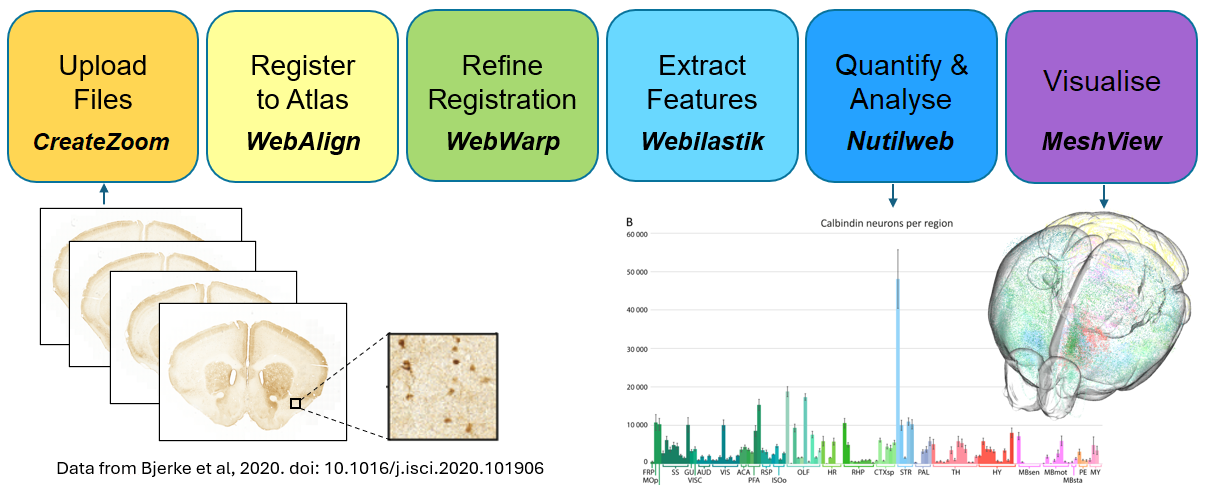 Upload
Files
CreateZoom
Register
to Atlas
WebAlign
Refine
Registration
WebWarp
Extract
Features
Webilastik
Quantify &
Analyse
Nutilweb
Visualise
MeshView
Data from Bjerke et al, 2020. doi: 10.1016/j.isci.2020.101906
B
Calbindin neurons per region
60 000
50 000
40 000
30 000
20 000
10 000
0
FRP SS GU AUD VIS ACA RSP OLF HR RHP CTXsp STR PAL TH HY MBsen MBmot PE MY
MOp VISC PFA ISOo MBsta